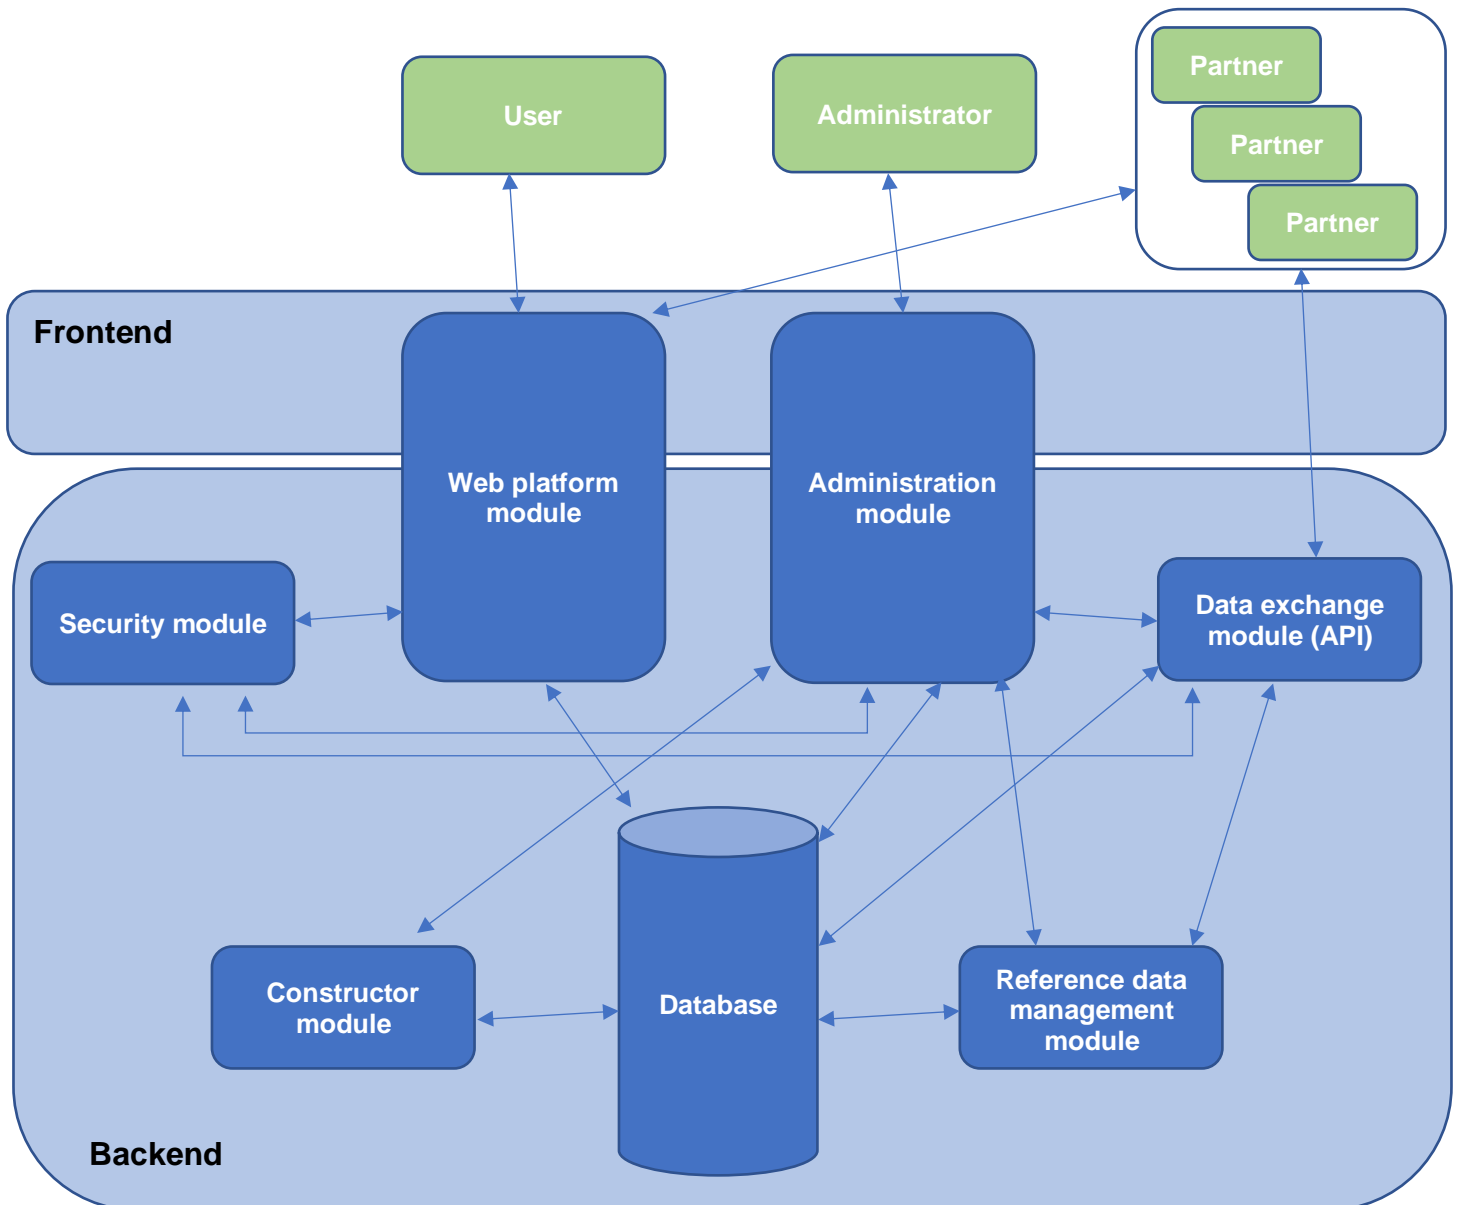 User
Administrator
Partner
Partner
Partner
Frontend
Web platform
module
Administration
module
Security module
Data exchange
module (API)
Constructor
module
Database
Reference data
management
module
Backend